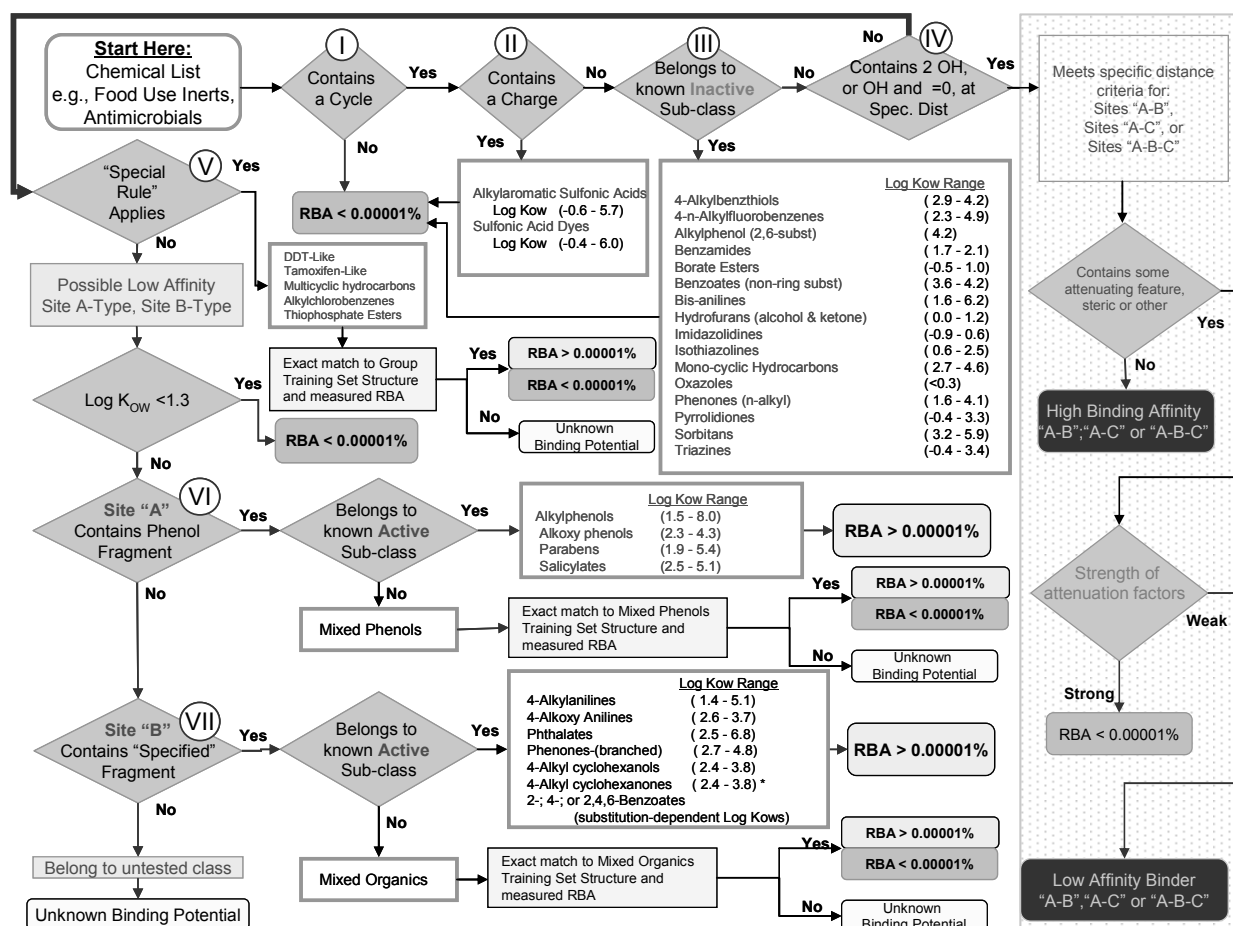 Start Here:
Chemical List
e.g., Food Use Inerts,
Antimicrobials
I
Contains
a Cycle
Yes
No
II
Contains
a Charge
No
Yes
III
Belongs to
known Inactive
Sub-class
No
Yes
No
IV
Contains 2 OH,
or OH and =0, at
Spec. Dist
Yes
Meets specific distance
criteria for:
Sites “A-B”,
Sites “A-C”, or
Sites “A-B-C”
Contains some
attenuating feature,
steric or other
Yes
No
High Binding Affinity
“A-B”;“A-C” or “A-B-C”
Strength of
attenuation factors
Weak
Strong
RBA < 0.00001%
Low Affinity Binder
“A-B”,“A-C” or “A-B-C”
RBA < 0.00001%
Alkylaromatic Sulfonic Acids
Log Kow (-0.6 - 5.7)
Sulfonic Acid Dyes
Log Kow (-0.4 - 6.0)
Log Kow Range
4-Alkylbenzthiols ( 2.9 - 4.2)
4-n-Alkylfluorobenzenes ( 2.3 - 4.9)
Alkylphenol (2,6-subst) ( 4.2)
Benzamides ( 1.7 - 2.1)
Borate Esters (-0.5 - 1.0)
Benzoates (non-ring subst) ( 3.6 - 4.2)
Bis-anilines ( 1.6 - 6.2)
Hydrofurans (alcohol & ketone) ( 0.0 - 1.2)
Imidazolidines (-0.9 - 0.6)
Isothiazolines ( 0.6 - 2.5)
Mono-cyclic Hydrocarbons ( 2.7 - 4.6)
Oxazoles (<0.3)
Phenones (n-alkyl) ( 1.6 - 4.1)
Pyrrolidiones (-0.4 - 3.3)
Sorbitans ( 3.2 - 5.9)
Triazines (-0.4 - 3.4)
“Special
Rule”
Applies
V
Yes
No
DDT-Like
Tamoxifen-Like
Multicyclic hydrocarbons
Alkylchlorobenzenes
Thiophosphate Esters
Exact match to Group
Training Set Structure
and measured RBA
Yes
RBA > 0.00001%
RBA < 0.00001%
No
Unknown
Binding Potential
Possible Low Affinity
Site A-Type, Site B-Type
Log KOW <1.3
Yes
RBA < 0.00001%
No
Site “A”
Contains Phenol
Fragment
VI
Yes
No
Belongs to
known Active
Sub-class
Yes
No
Log Kow Range
Alkylphenols (1.5 - 8.0)
Alkoxy phenols (2.3 - 4.3)
Parabens (1.9 - 5.4)
Salicylates (2.5 - 5.1)
RBA > 0.00001%
Mixed Phenols
Exact match to Mixed Phenols
Training Set Structure and
measured RBA
Yes
RBA > 0.00001%
RBA < 0.00001%
No
Unknown
Binding Potential
Site “B”
Contains “Specified”
Fragment
VII
Yes
No
Belongs to
known Active
Sub-class
Yes
No
Log Kow Range
4-Alkylanilines ( 1.4 - 5.1)
4-Alkoxy Anilines ( 2.6 - 3.7)
Phthalates ( 2.5 - 6.8)
Phenones-(branched) ( 2.7 - 4.8)
4-Alkyl cyclohexanols ( 2.4 - 3.8)
4-Alkyl cyclohexanones ( 2.4 - 3.8) *
2-; 4-; or 2,4,6-Benzoates
(substitution-dependent Log Kows)
RBA > 0.00001%
Mixed Organics
Exact match to Mixed Organics
Training Set Structure and
measured RBA
Yes
RBA > 0.00001%
RBA < 0.00001%
No
Unknown
Binding Potential
Belong to untested class
Unknown Binding Potential